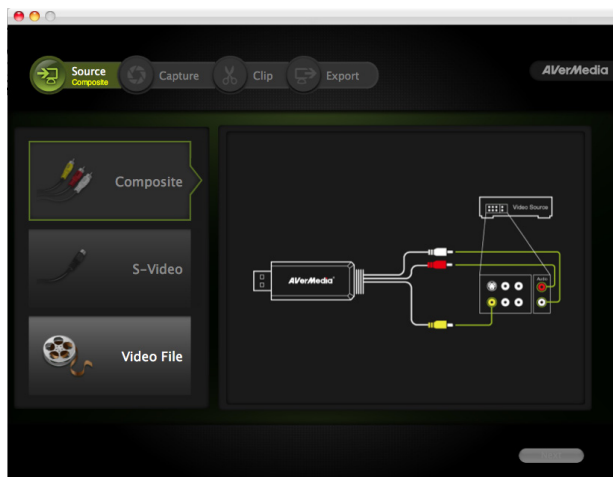 Source
Composite
Capture
Clip
Export
AVerMedia
Composite
S-Video
Video File
Video Source
Audio
AVerMedia